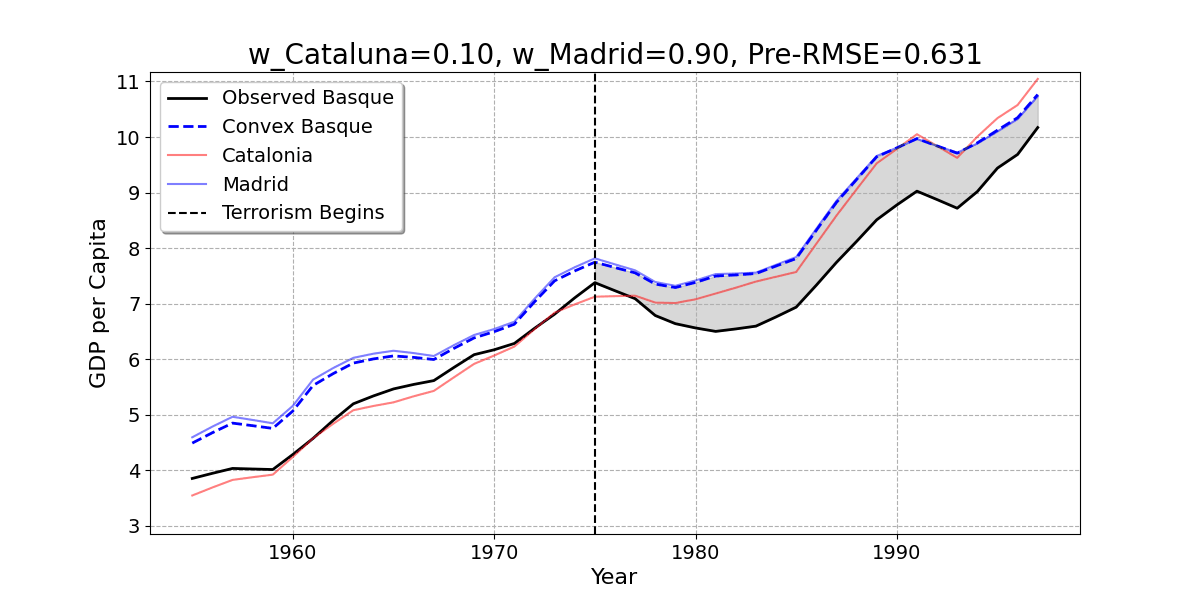 w_Cataluna=0.10, w_Madrid=0.90, Pre-RMSE=0.631
Observed Basque
Convex Basque
Catalonia
Madrid
Terrorism Begins
GDP per Capita
11
10
9
8
7
6
5
4
3
1960 1970 1980 1990
Year